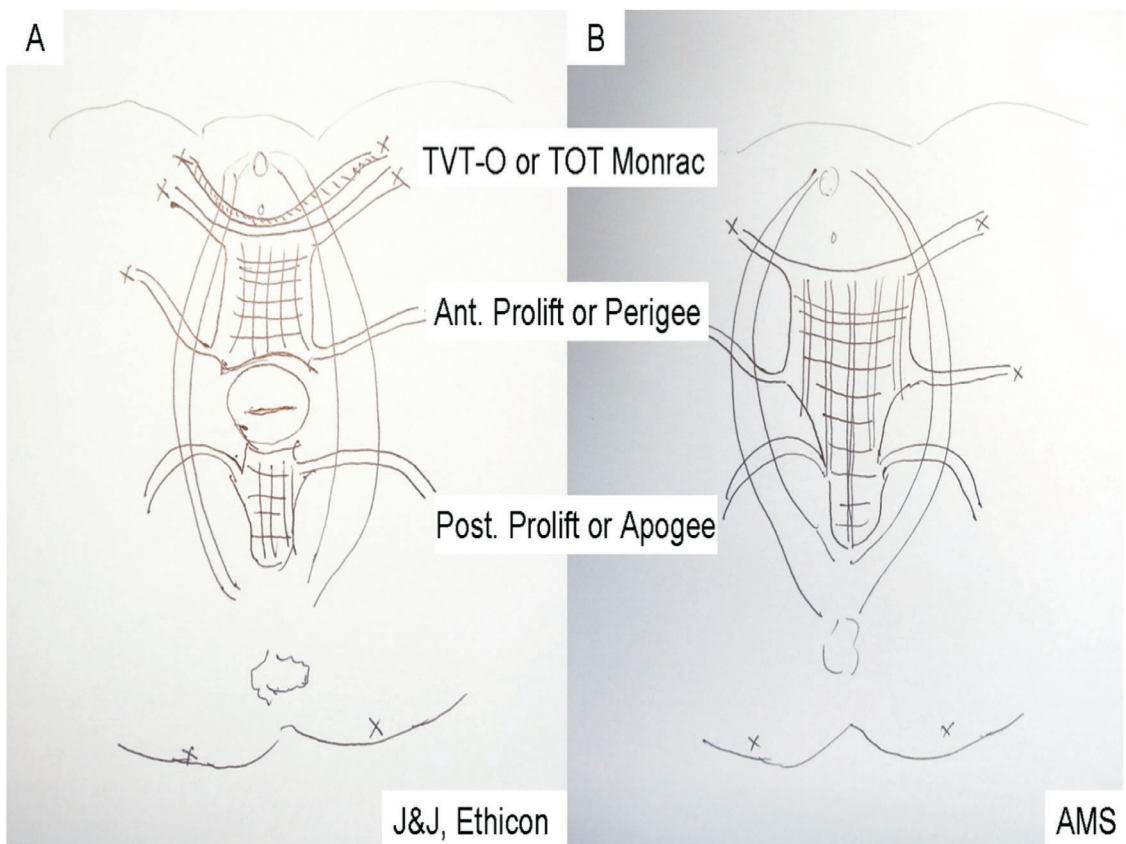 A
B
TVT-O or TOT Monrac
Ant. Prolift or Perigee
Post. Prolift or Apogee
J&J, Ethicon
AMS